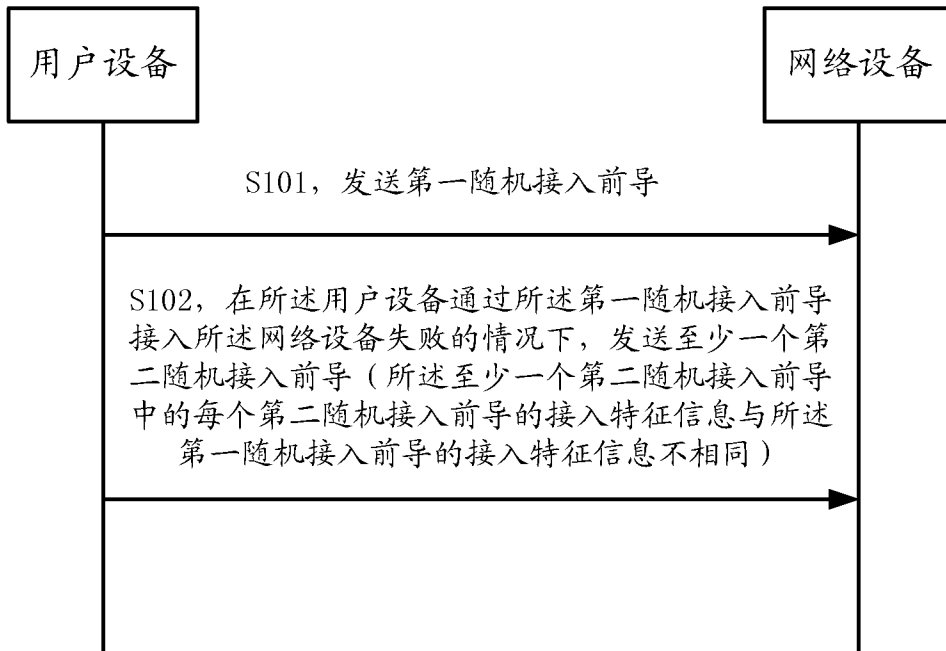 用户设备
网络设备
S101，发送第一随机接入前导
S102，在所述用户设备通过所述第一随机接入前导
接入所述网络设备失败的情况下，发送至少一个第
二随机接入前导（所述至少一个第二随机接入前导
中的每个第二随机接入前导的接入特征信息与所述
第一随机接入前导的接入特征信息不相同）